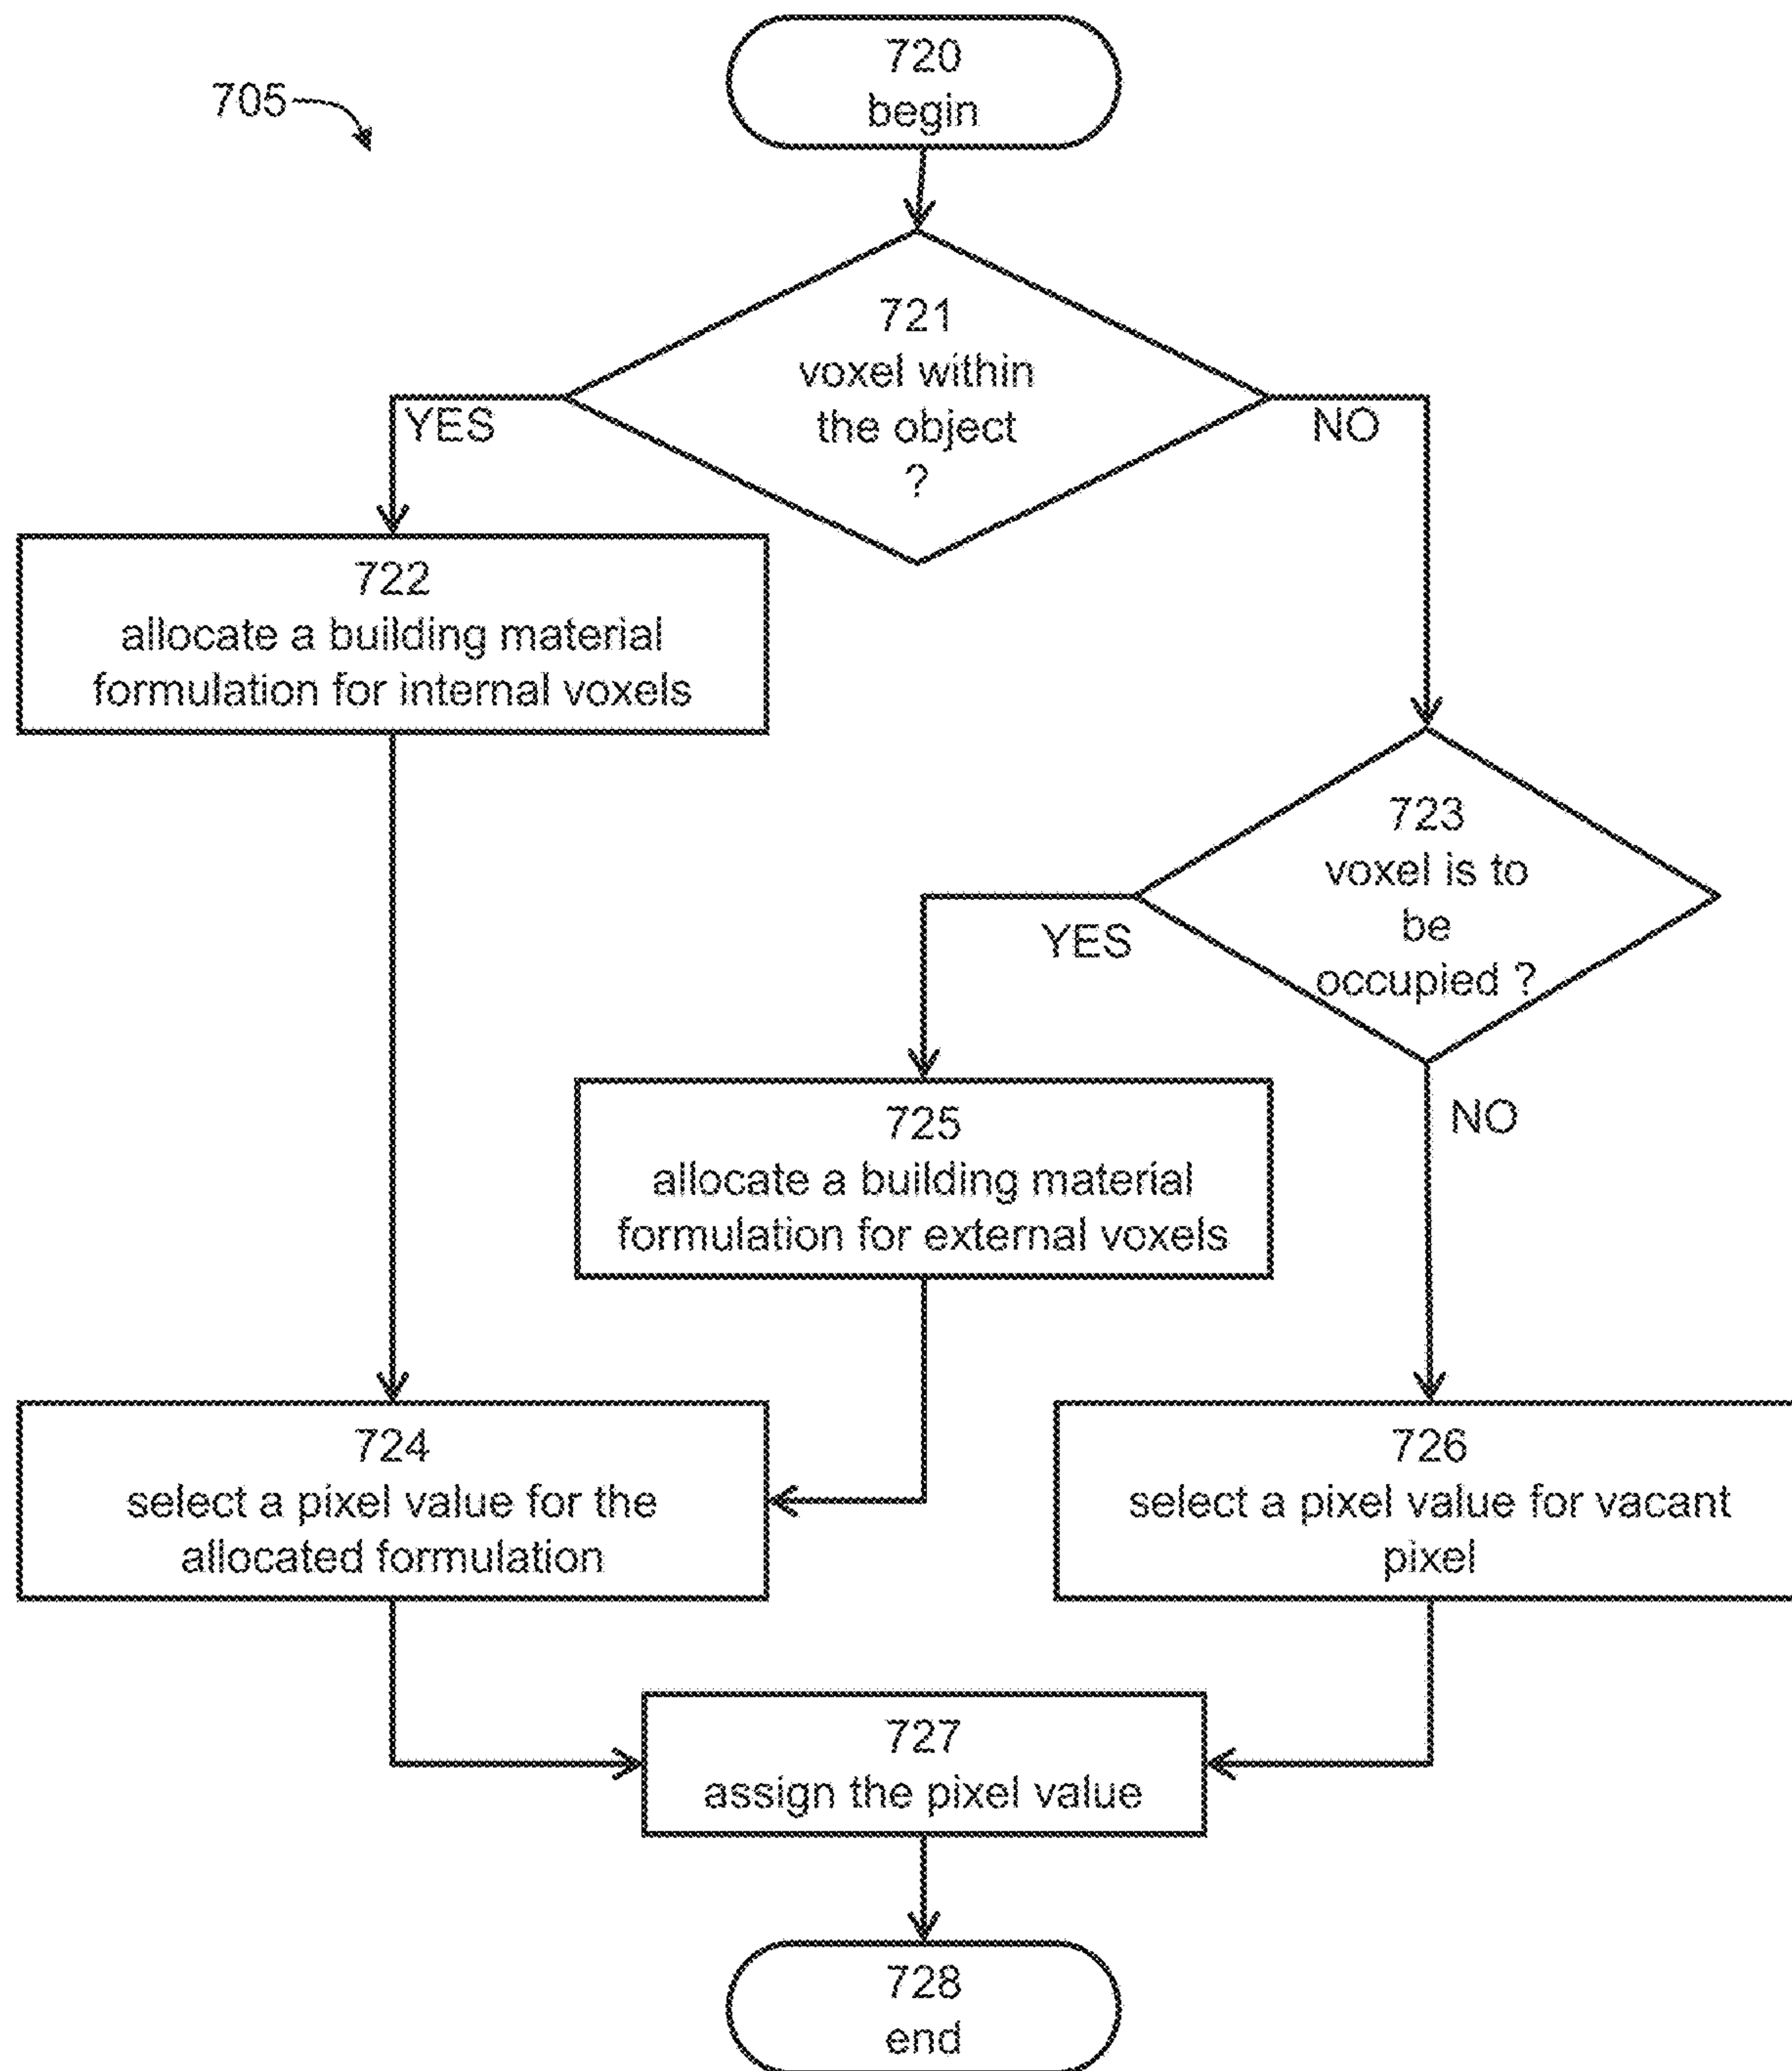 720
begin
705
721
voxel within
the object
?
YES
NO
722
allocate a building material
formulation for internal voxels
723
voxel is to
be
occupied ?
YES
NO
725
allocate a building material
formulation for external voxels
724
select a pixel value for the
allocated formulation
726
select a pixel value for vacant
pixel
727
assign the pixel value
728
end